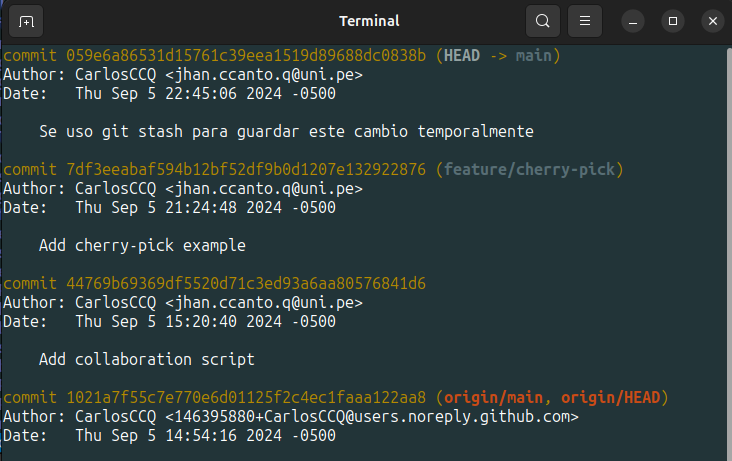 Terminal
commit 059e6a86531d15761c39eea1519d89688dc0838b (HEAD -> main)
Author: CarlosCCQ <jhan.ccanto.q@uni.pe>
Date:   Thu Sep 5 22:45:06 2024 -0500
Se uso git stash para guardar este cambio temporalmente
commit 7df3eeabaf594b12bf52df9b0d1207e132922876 (feature/cherry-pick)
Author: CarlosCCQ <jhan.ccanto.q@uni.pe>
Date:   Thu Sep 5 21:24:48 2024 -0500
Add cherry-pick example
commit 44769b69369df5520d71c3ed93a6aa80576841d6
Author: CarlosCCQ <jhan.ccanto.q@uni.pe>
Date:   Thu Sep 5 15:20:40 2024 -0500
Add collaboration script
commit 1021a7f55c7e770e6d01125f2c4ec1faaa122aa8 (origin/main, origin/HEAD)
Author: CarlosCCQ <146395880+CarlosCCQ@users.noreply.github.com>
Date:   Thu Sep 5 14:54:16 2024 -0500